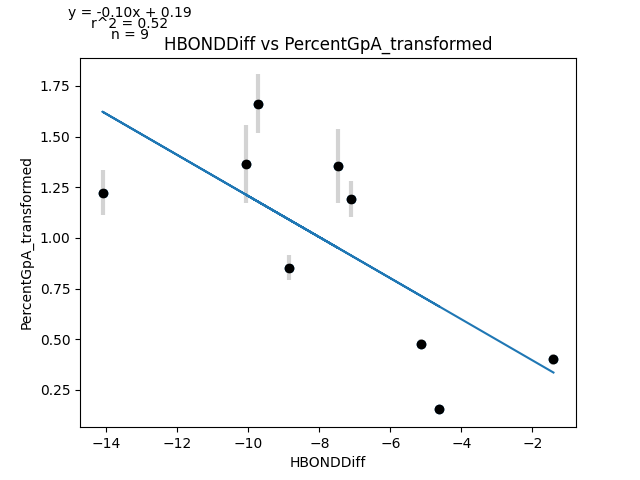 y = -0.10x + 0.19
r^2 = 0.52
n = 9
HBONDDiff vs PercentGpA_transformed
PercentGpA_transformed
1.75
1.50
1.25
1.00
0.75
0.50
0.25
−14 −12 −10 −8 −6 −4 −2
HBONDDiff